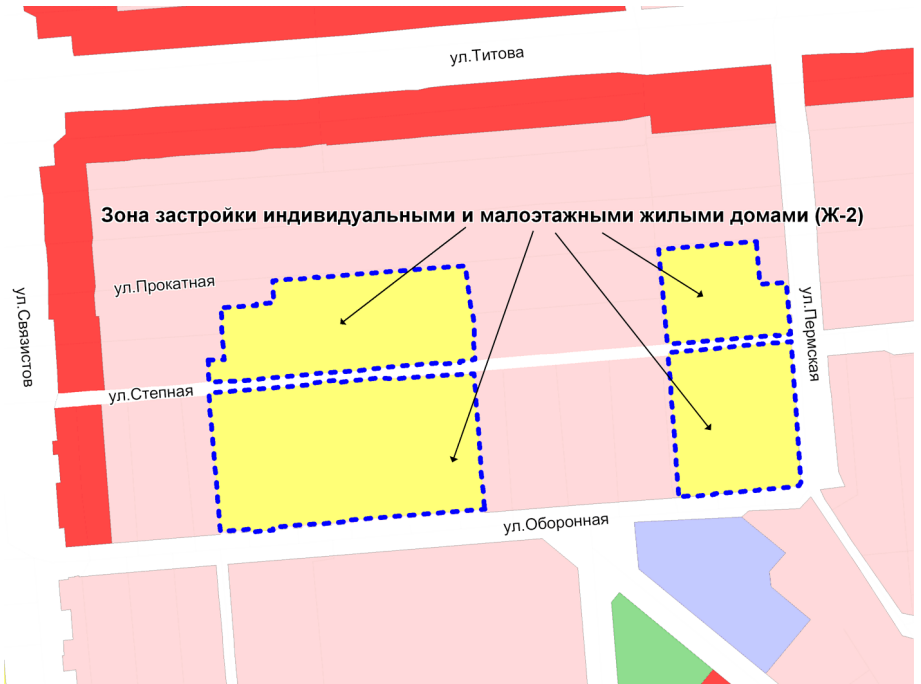 ул.Титова
Зона застройки индивидуальными и малоэтажными жилыми домами (Ж-2)
ул.Прокатная
ул.Связистов
ул.Пермская
ул.Степная
ул.Оборонная